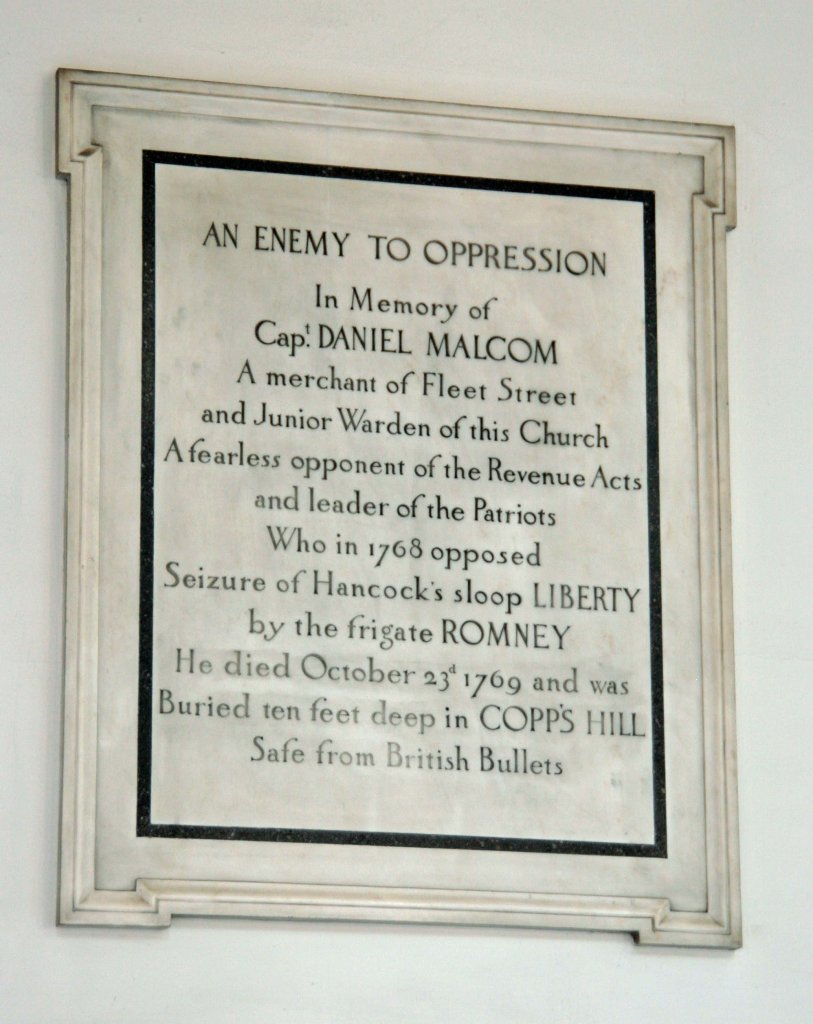 AN ENEMY TO OPPRESSION
In Memory of
Capt. DANIEL MALCOM
A merchant of Fleet Street
and Junior Warden of this Church
A fearless opponent of the Revenue Acts
and leader of the Patriots
Who in 1768 opposed
Seizure of Hancock's sloop LIBERTY
by the frigate ROMNEY
He died October 23d 1769 and was
Buried ten feet deep in COPP'S HILL
Safe from British Bullets